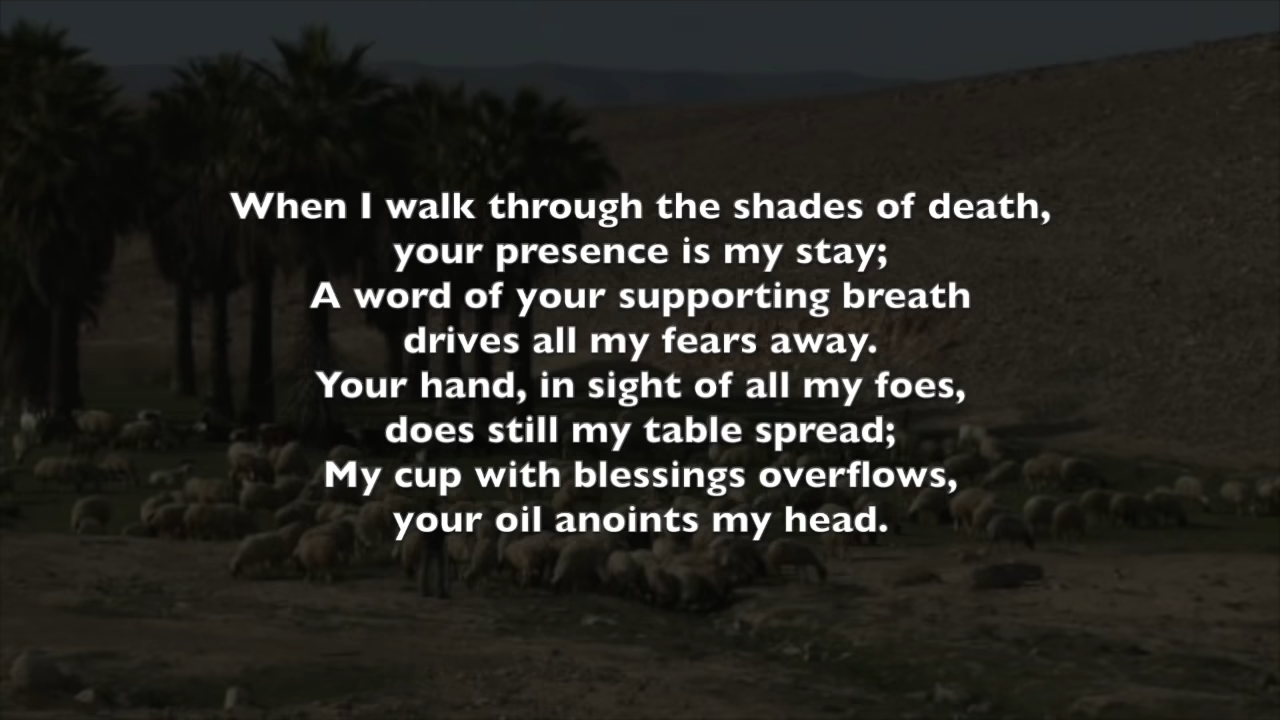 When I walk through the shades of death,
your presence is my stay;
A word of your supporting breath
drives all my fears away.
Your hand, in sight of all my foes,
does still my table spread;
My cup with blessings overflows,
your oil anoints my head.